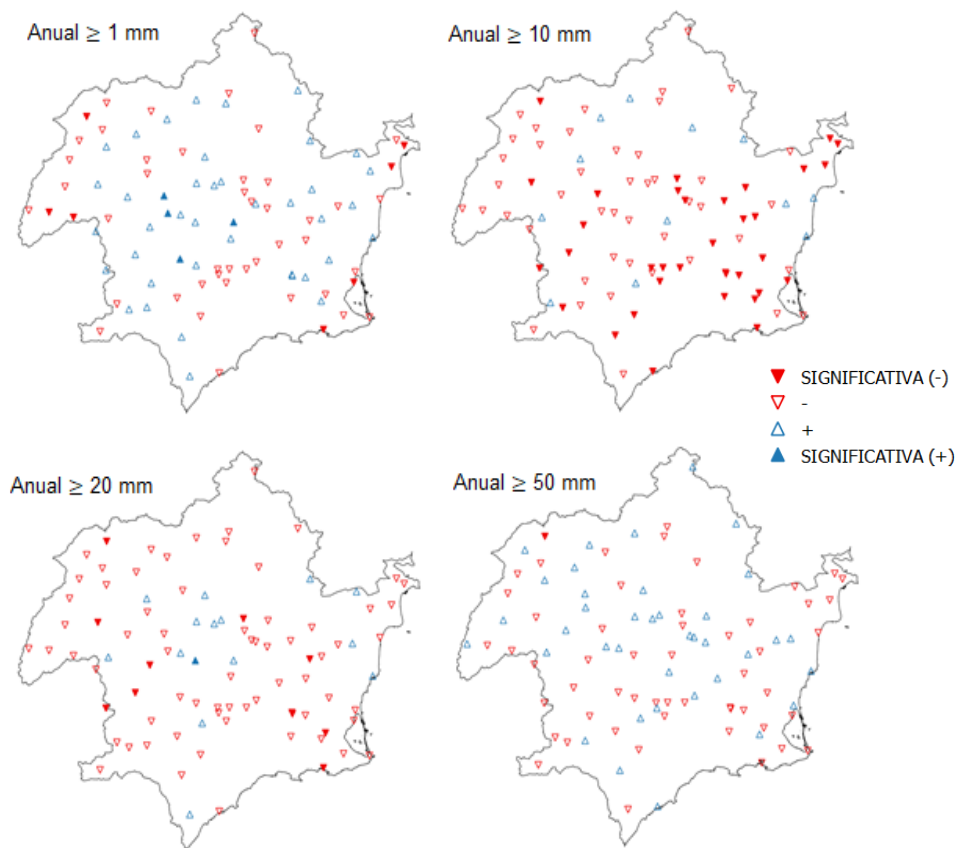 Anual ≥ 1 mm
Anual ≥ 10 mm
SIGNIFICATIVA (-)
-
+
SIGNIFICATIVA (+)
Anual ≥ 20 mm
Anual ≥ 50 mm